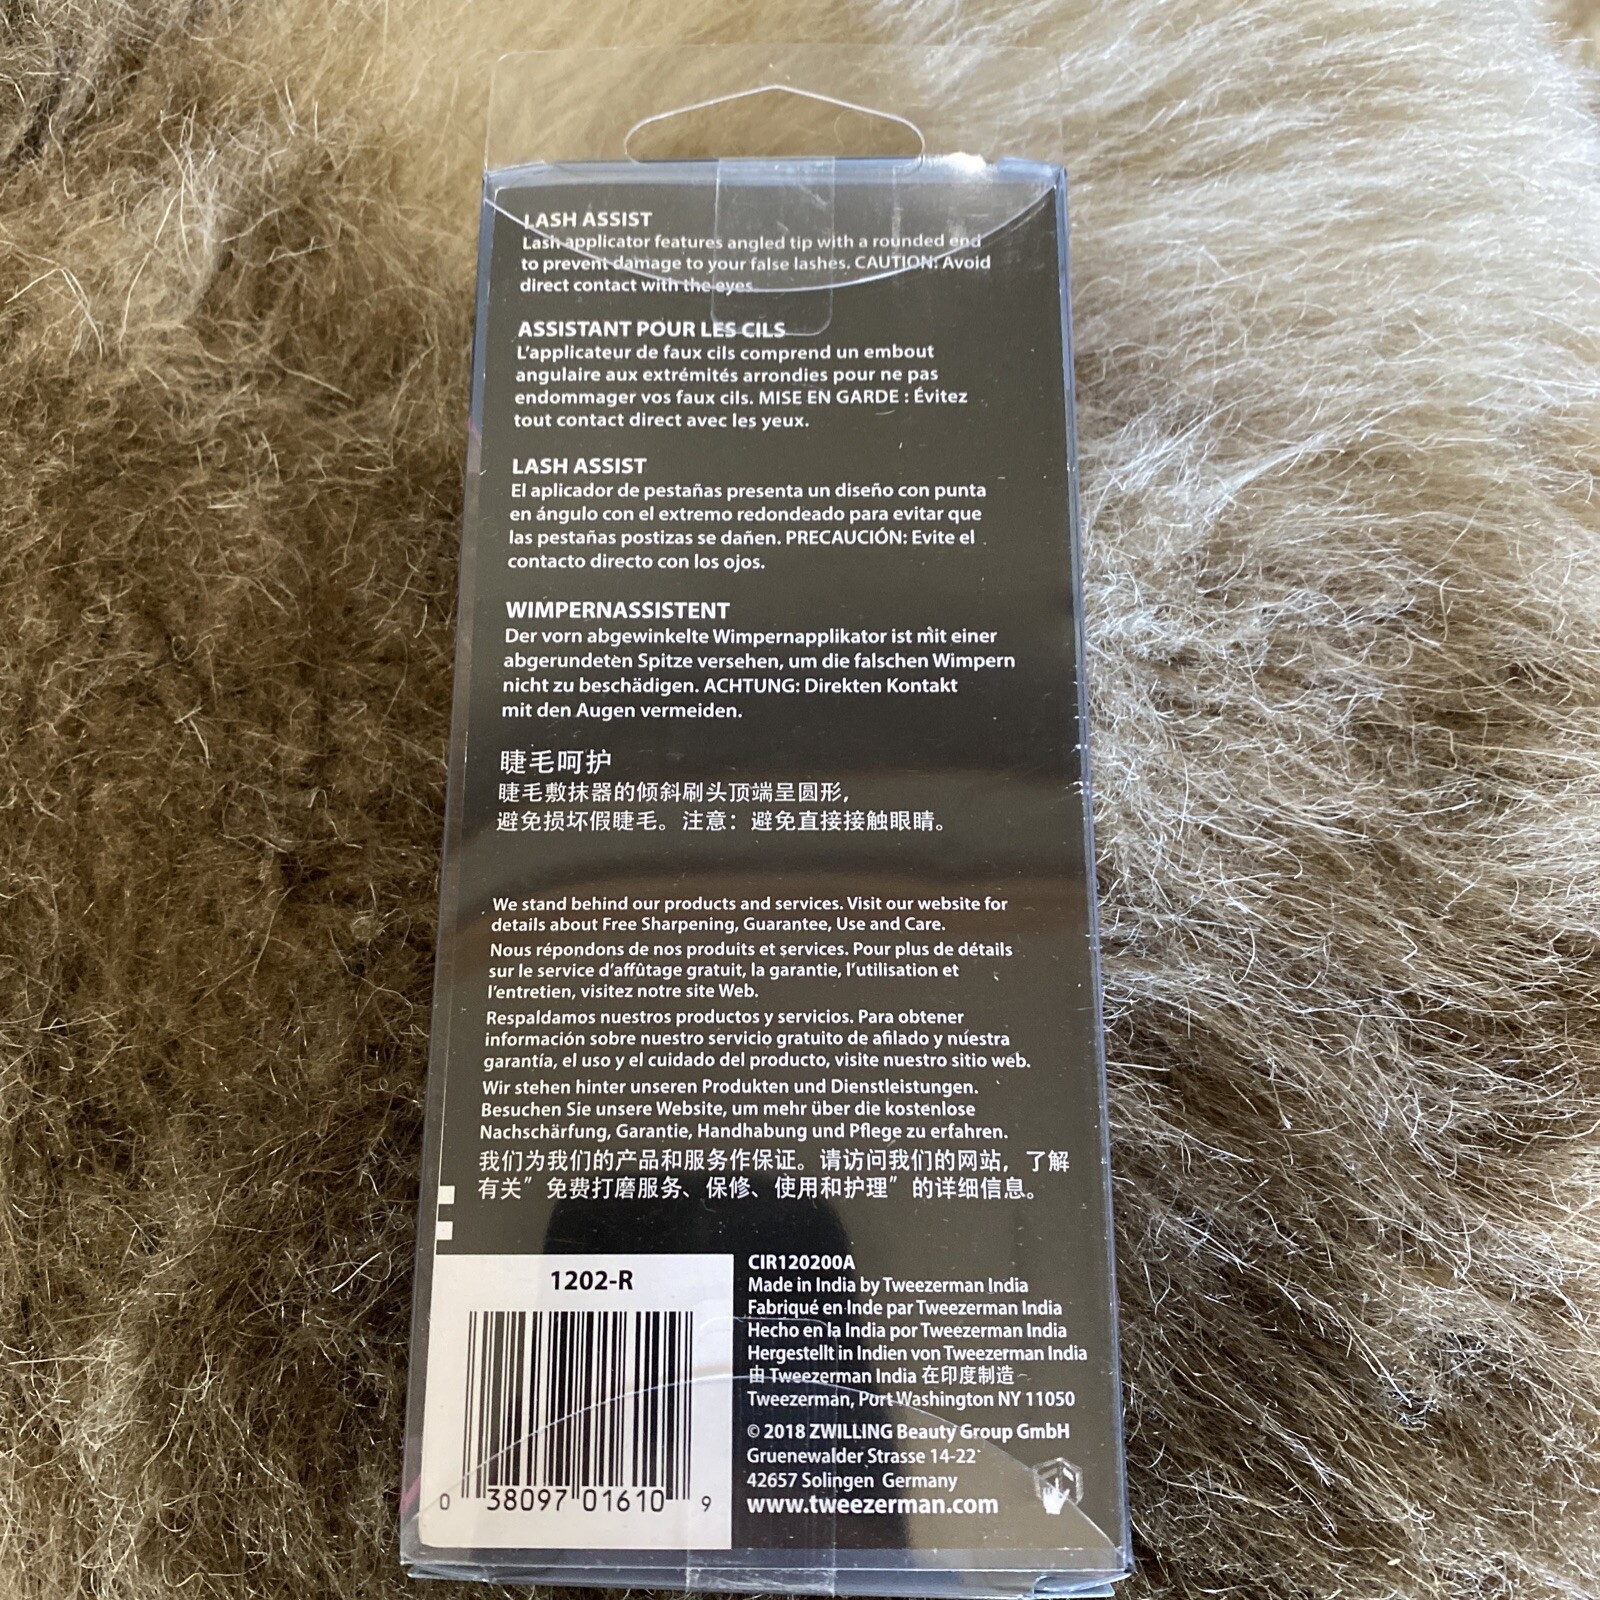 LASH ASSIST
Lash applicator features angled tip with a rounded end
to prevent damage to your false lashes. CAUTION: Avoid
direct contact with the eyes.
ASSISTANT POUR LES CILS
L'applicateur de faux cils comprend un embout
angulaire aux extrémités arrondies pour ne pas
endommager vos faux cils. MISE EN GARDE : Évitez
tout contact direct avec les yeux.
LASH ASSIST
El aplicador de pestañas presenta un diseño con punta
en ángulo con el extremo redondeado para evitar que
las pestañas postizas se dañen. PRECAUCIÓN: Evite el
contacto directo con los ojos.
WIMPERNASSISTENT
Der vorn abgewinkelte Wimpernapplikator ist mit einer
abgerundeten Spitze versehen, um die falschen Wimpern
nicht zu beschädigen. ACHTUNG: Direkten Kontakt
mit den Augen vermeiden.
睫毛呵护
睫毛敷抹器的倾斜刷头顶端呈圆形,
避免损坏假睫毛。注意：避免直接接触眼睛。
We stand behind our products and services. Visit our website for
details about Free Sharpening, Guarantee, Use and Care.
Nous répondons de nos produits et services. Pour plus de détails
sur le service d'affûtage gratuit, la garantie, l'utilisation et
l'entretien, visitez notre site Web.
Respaldamos nuestros productos y servicios. Para obtener
información sobre nuestro servicio gratuito de afilado y nuestra
garantía, el uso y el cuidado del producto, visite nuestro sitio web.
Wir stehen hinter unseren Produkten und Dienstleistungen.
Besuchen Sie unsere Website, um mehr über die kostenlose
Nachschärfung, Garantie, Handhabung und Pflege zu erfahren.
我们为我们的产品和服务作保证。请访问我们的网站，了解
有关”免费打磨服务、保修、使用和护理”的详细信息。
1202-R
0 38097 01610 9
CIR120200A
Made in India by Tweezerman India
Fabriqué en Inde par Tweezerman India
Hecho en la India por Tweezerman India
Hergestellt in Indien von Tweezerman India
由 Tweezerman India 在印度制造
Tweezerman, Port Washington NY 11050
© 2018 ZWILLING Beauty Group GmbH
Gruenewalder Strasse 14-22
42657 Solingen Germany
www.tweezerman.com